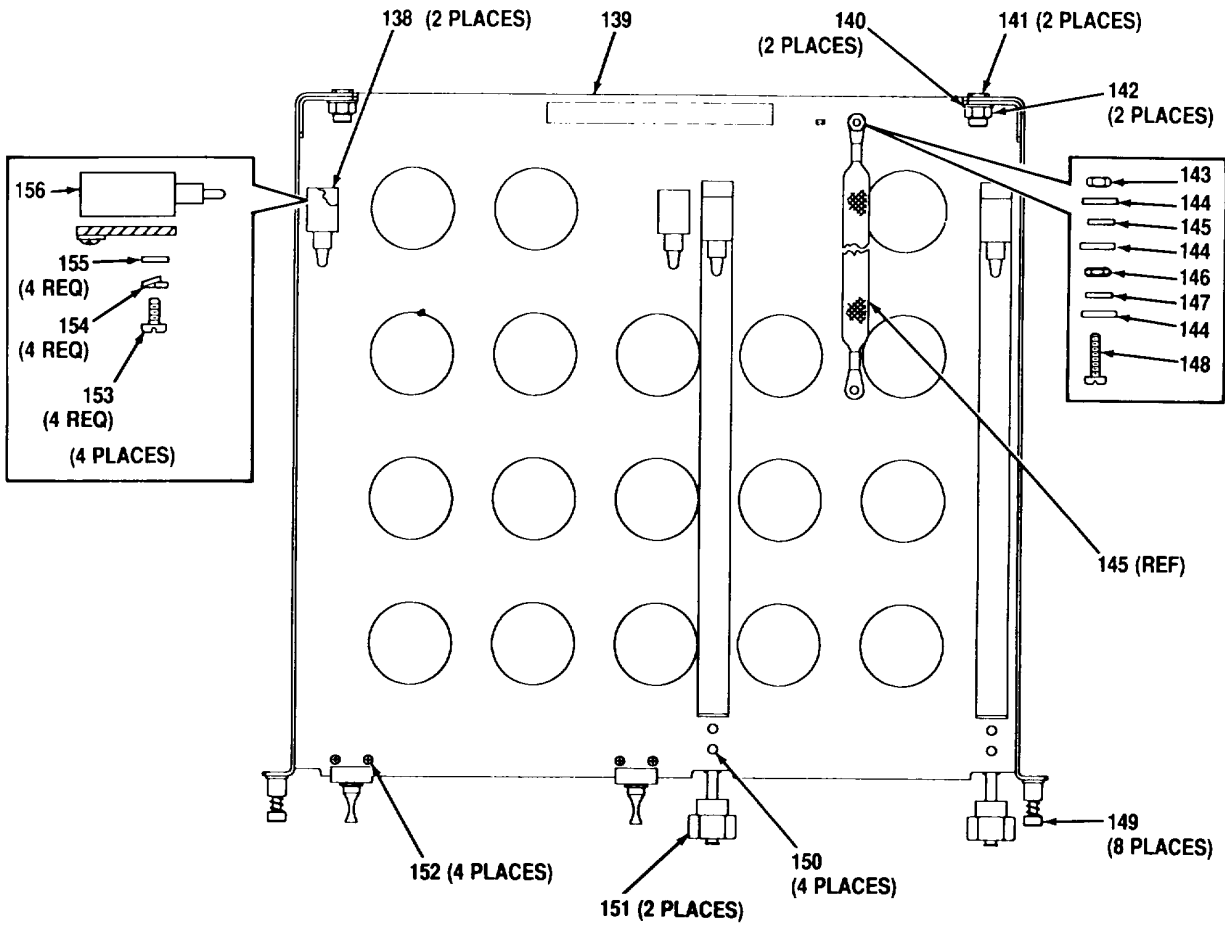 138 (2 PLACES)
139
140
(2 PLACES)
141 (2 PLACES)
142
(2 PLACES)
156
155
(4 REQ)
154
(4 REQ)
153
(4 REQ)
(4 PLACES)
143
144
145
144
146
147
144
148
145 (REF)
149
(8 PLACES)
150
(4 PLACES)
151 (2 PLACES)
152 (4 PLACES)